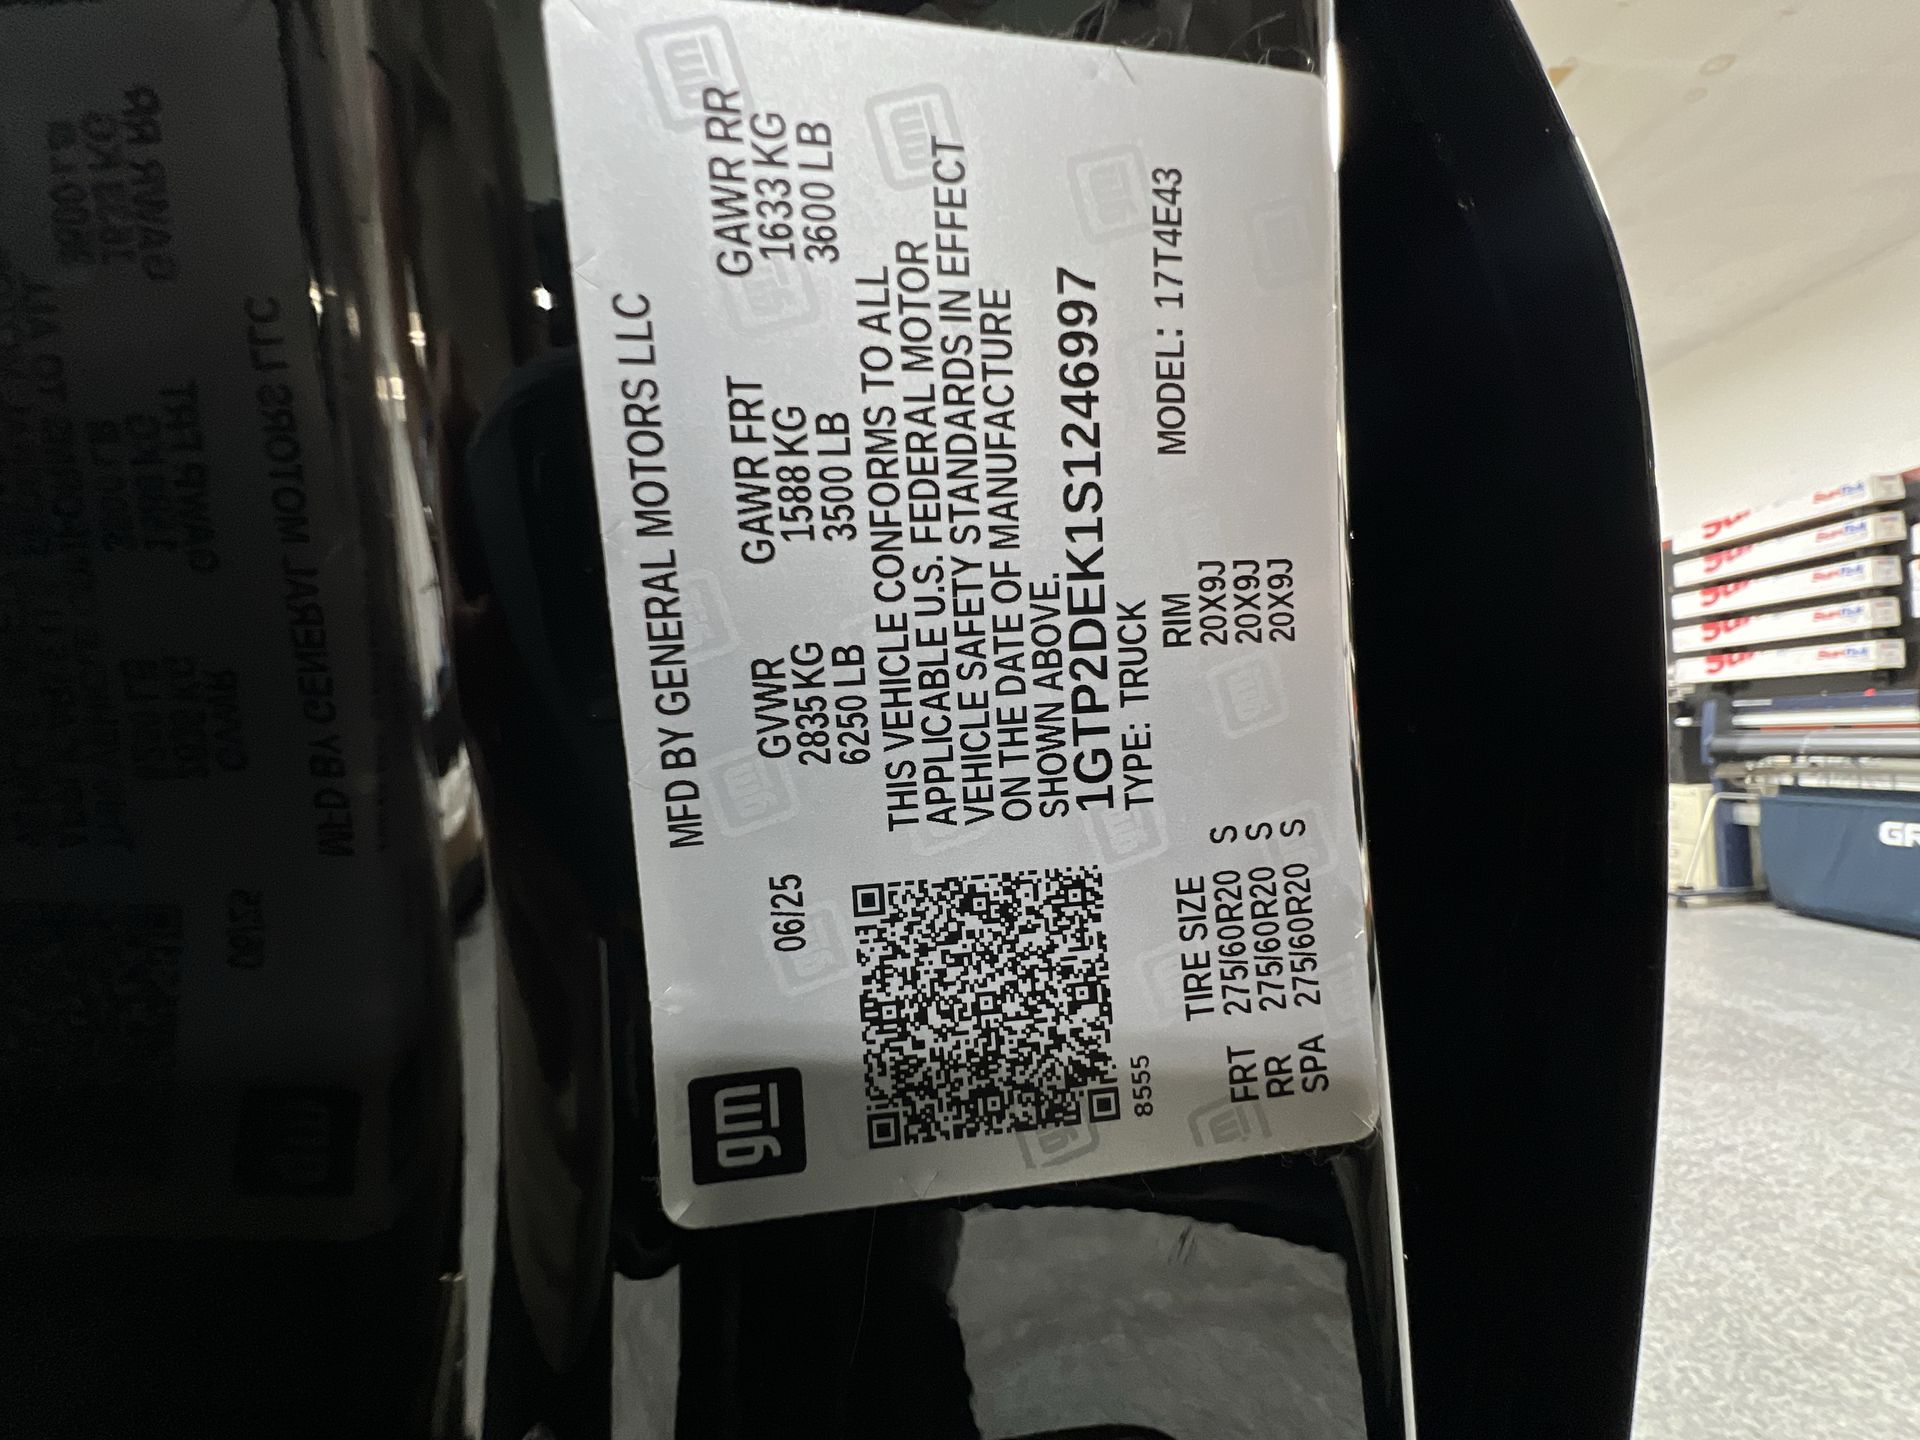 gm
MFD BY GENERAL MOTORS LLC
06/25
GVWR GAWR FRT GAWR RR
2835 KG 1588 KG 1633 KG
6250 LB 3500 LB 3600 LB
THIS VEHICLE CONFORMS TO ALL
APPLICABLE U.S. FEDERAL MOTOR
VEHICLE SAFETY STANDARDS IN EFFECT
ON THE DATE OF MANUFACTURE
SHOWN ABOVE.
1GTP2DEK1S1246997
TYPE: TRUCK
MODEL: 17T4E43
8555
TIRE SIZE RIM
FRT 275/60R20 S 20X9J
RR 275/60R20 S 20X9J
SPA 275/60R20 S 20X9J